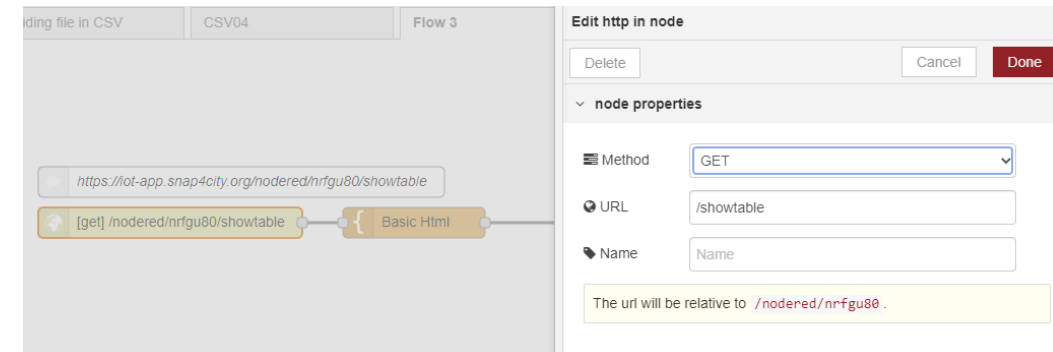 iding file in CSV
CSV04
Flow 3
https://iot-app.snap4city.org/nodered/nrfgu80/showtable
[get] /nodered/nrfgu80/showtable
Basic Html
Edit http in node
Delete
Cancel
Done
node properties
Method
GET
URL
/showtable
Name
Name
The url will be relative to /nodered/nrfgu80.